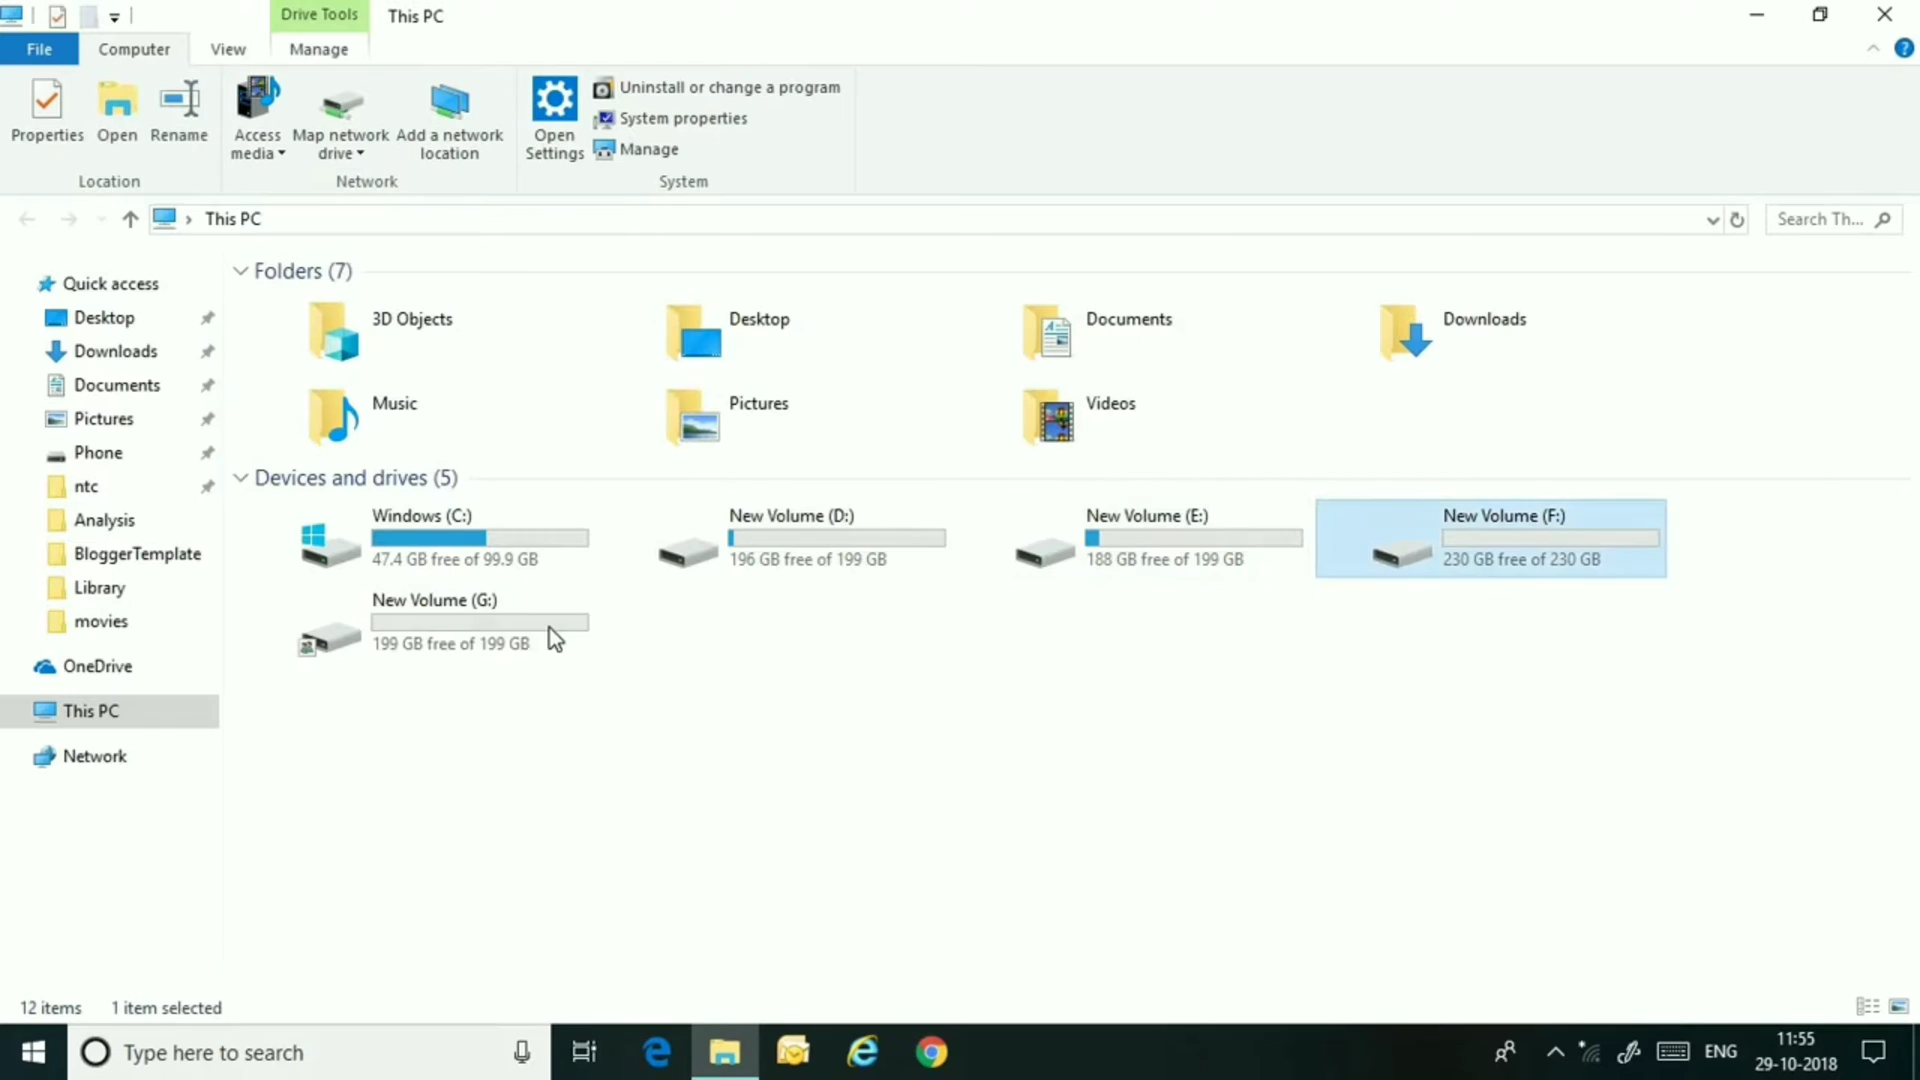 Drive Tools
This PC
File
Computer
View
Manage
Properties
Open
Rename
Access media
Map network drive
Add a network location
Open Settings
Uninstall or change a program
System properties
Manage
Location
Network
System
This PC
Search Th...
Quick access
Desktop
Downloads
Documents
Pictures
Phone
ntc
Analysis
BloggerTemplate
Library
movies
OneDrive
This PC
Network
Folders (7)
3D Objects
Desktop
Documents
Downloads
Music
Pictures
Videos
Devices and drives (5)
Windows (C:)
47.4 GB free of 99.9 GB
New Volume (D:)
196 GB free of 199 GB
New Volume (E:)
188 GB free of 199 GB
New Volume (F:)
230 GB free of 230 GB
New Volume (G:)
199 GB free of 199 GB
12 items
1 item selected
Type here to search
ENG
11:55
29-10-2018